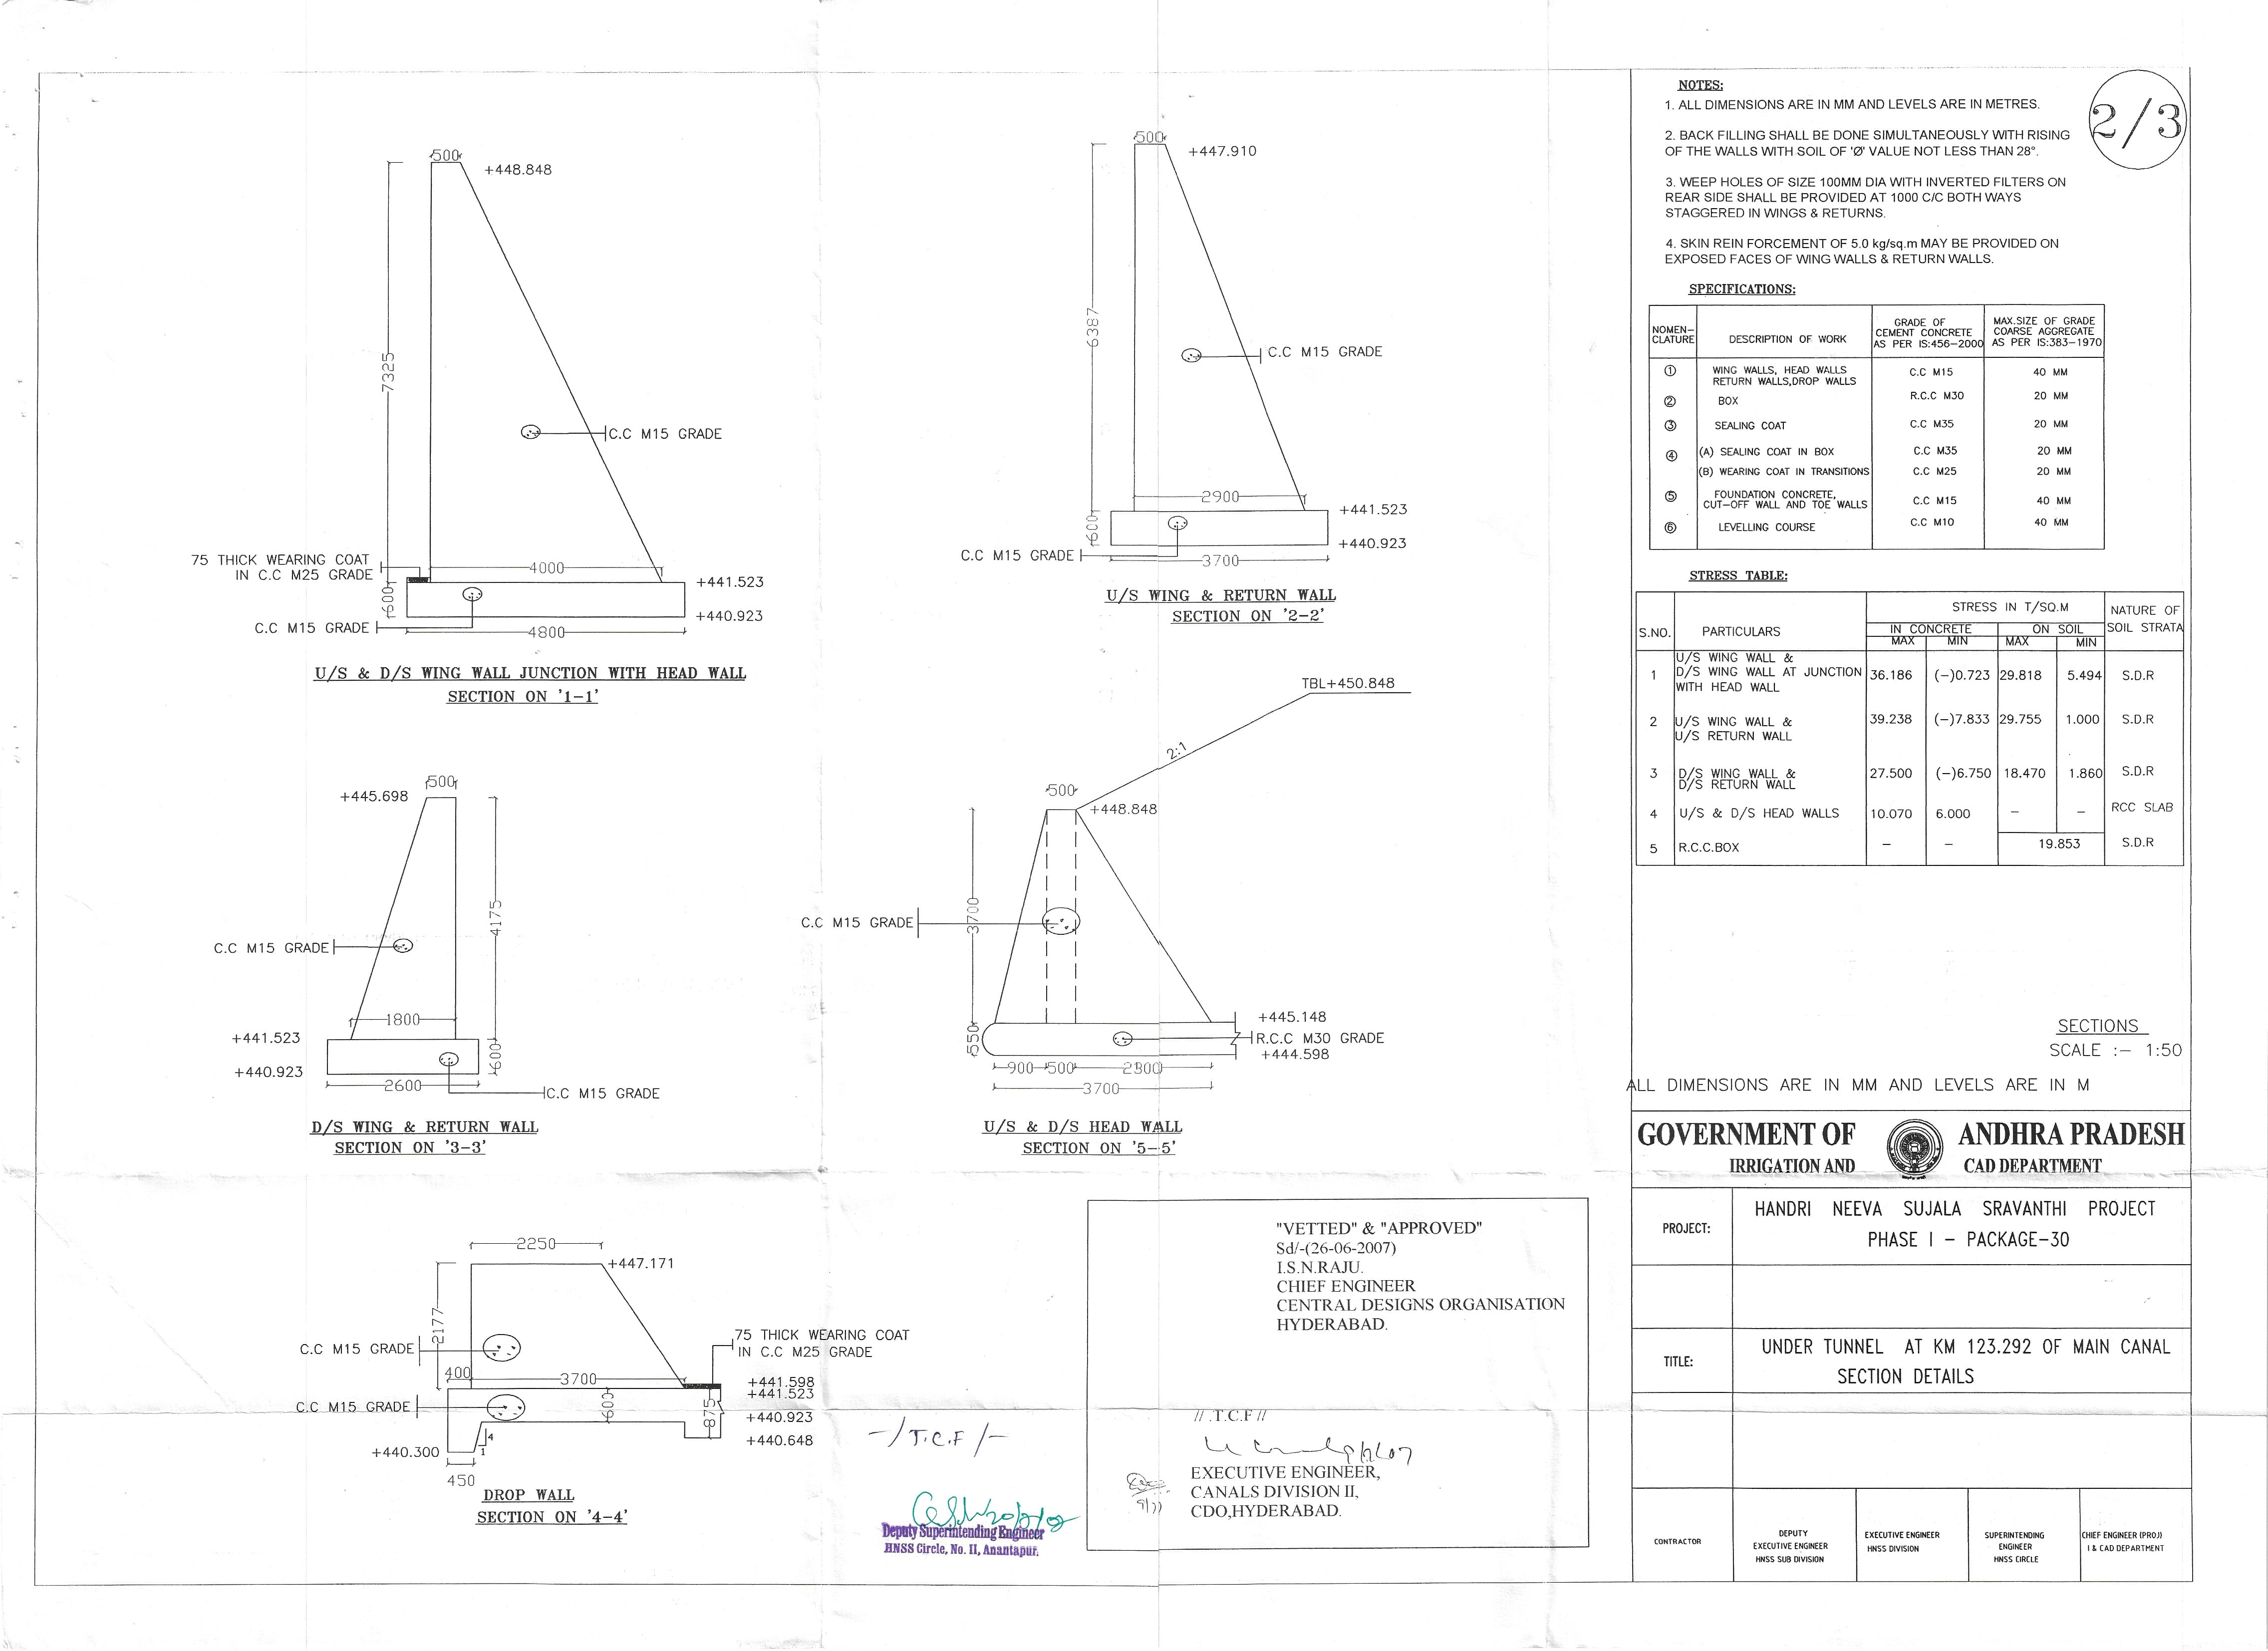 500
+448.848
7325
C.C M15 GRADE
75 THICK WEARING COAT
IN C.C M25 GRADE
4000
+441.523
600
+440.923
C.C M15 GRADE
4800
U/S & D/S WING WALL JUNCTION WITH HEAD WALL
SECTION ON '1-1'
500
+447.910
6387
C.C M15 GRADE
2900
+441.523
600
+440.923
C.C M15 GRADE
3700
U/S WING & RETURN WALL
SECTION ON '2-2'
500
+445.698
4175
C.C M15 GRADE
1800
+441.523
600
+440.923
2600
C.C M15 GRADE
D/S WING & RETURN WALL
SECTION ON '3-3'
TBL+450.848
2:1
500
+448.848
3700
C.C M15 GRADE
+445.148
550
R.C.C M30 GRADE
+444.598
900 500 2300
3700
U/S & D/S HEAD WALL
SECTION ON '5-5'
2250
+447.171
2177
C.C M15 GRADE
75 THICK WEARING COAT
IN C.C M25 GRADE
400
3700
+441.598
+441.523
C.C M15 GRADE
600
875
+440.923
+440.648
+440.300
4
1
450
DROP WALL
SECTION ON '4-4'
-/T.C.F/-
Deputy Superintending Engineer
HNSS Circle, No. II, Anantapur.
"VETTED" & "APPROVED"
Sd/-(26-06-2007)
I.S.N.RAJU.
CHIEF ENGINEER
CENTRAL DESIGNS ORGANISATION
HYDERABAD.
// .T.C.F //
EXECUTIVE ENGINEER,
CANALS DIVISION II,
CDO,HYDERABAD.
2/3
NOTES:
1. ALL DIMENSIONS ARE IN MM AND LEVELS ARE IN METRES.
2. BACK FILLING SHALL BE DONE SIMULTANEOUSLY WITH RISING
OF THE WALLS WITH SOIL OF 'Ø' VALUE NOT LESS THAN 28°.
3. WEEP HOLES OF SIZE 100MM DIA WITH INVERTED FILTERS ON
REAR SIDE SHALL BE PROVIDED AT 1000 C/C BOTH WAYS
STAGGERED IN WINGS & RETURNS.
4. SKIN REIN FORCEMENT OF 5.0 kg/sq.m MAY BE PROVIDED ON
EXPOSED FACES OF WING WALLS & RETURN WALLS.
SPECIFICATIONS:
NOMEN-CLATURE DESCRIPTION OF WORK GRADE OF CEMENT CONCRETE AS PER IS:456-2000 MAX.SIZE OF GRADE COARSE AGGREGATE AS PER IS:383-1970
1 WING WALLS, HEAD WALLS RETURN WALLS,DROP WALLS C.C M15 40 MM
2 BOX R.C.C M30 20 MM
3 SEALING COAT C.C M35 20 MM
4 (A) SEALING COAT IN BOX C.C M35 20 MM
(B) WEARING COAT IN TRANSITIONS C.C M25 20 MM
5 FOUNDATION CONCRETE, CUT-OFF WALL AND TOE WALLS C.C M15 40 MM
6 LEVELLING COURSE C.C M10 40 MM
STRESS TABLE:
S.NO. PARTICULARS STRESS IN T/SQ.M NATURE OF SOIL STRATA
IN CONCRETE ON SOIL
MAX MIN MAX MIN
1 U/S WING WALL & D/S WING WALL AT JUNCTION WITH HEAD WALL 36.186 (-)0.723 29.818 5.494 S.D.R
2 U/S WING WALL & U/S RETURN WALL 39.238 (-)7.833 29.755 1.000 S.D.R
3 D/S WING WALL & D/S RETURN WALL 27.500 (-)6.750 18.470 1.860 S.D.R
4 U/S & D/S HEAD WALLS 10.070 6.000 - - RCC SLAB
5 R.C.C.BOX - - 19.853 S.D.R
SECTIONS
SCALE :- 1:50
ALL DIMENSIONS ARE IN MM AND LEVELS ARE IN M
GOVERNMENT OF ANDHRA PRADESH
IRRIGATION AND CAD DEPARTMENT
PROJECT: HANDRI NEEVA SUJALA SRAVANTHI PROJECT
PHASE I - PACKAGE-30
TITLE: UNDER TUNNEL AT KM 123.292 OF MAIN CANAL
SECTION DETAILS
CONTRACTOR
DEPUTY
EXECUTIVE ENGINEER
HNSS SUB DIVISION
EXECUTIVE ENGINEER
HNSS DIVISION
SUPERINTENDING
ENGINEER
HNSS CIRCLE
CHIEF ENGINEER (PROJ)
I & CAD DEPARTMENT